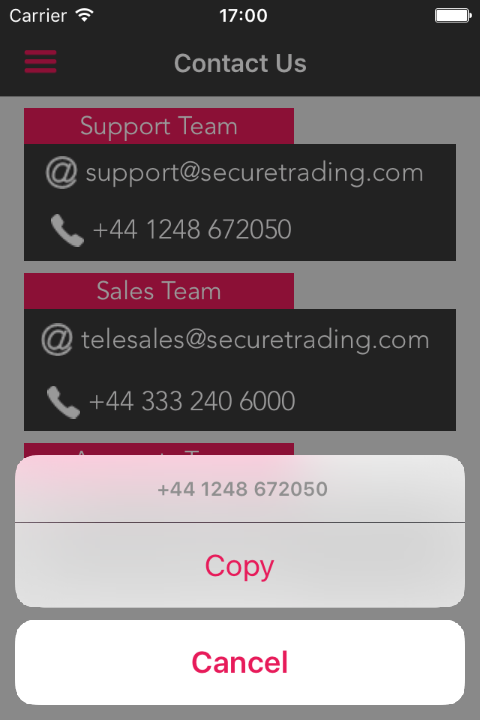 Carrier 17:00
Contact Us
Support Team
@ support@securetrading.com
+44 1248 672050
Sales Team
@ telesales@securetrading.com
+44 333 240 6000
+44 1248 672050
Copy
Cancel